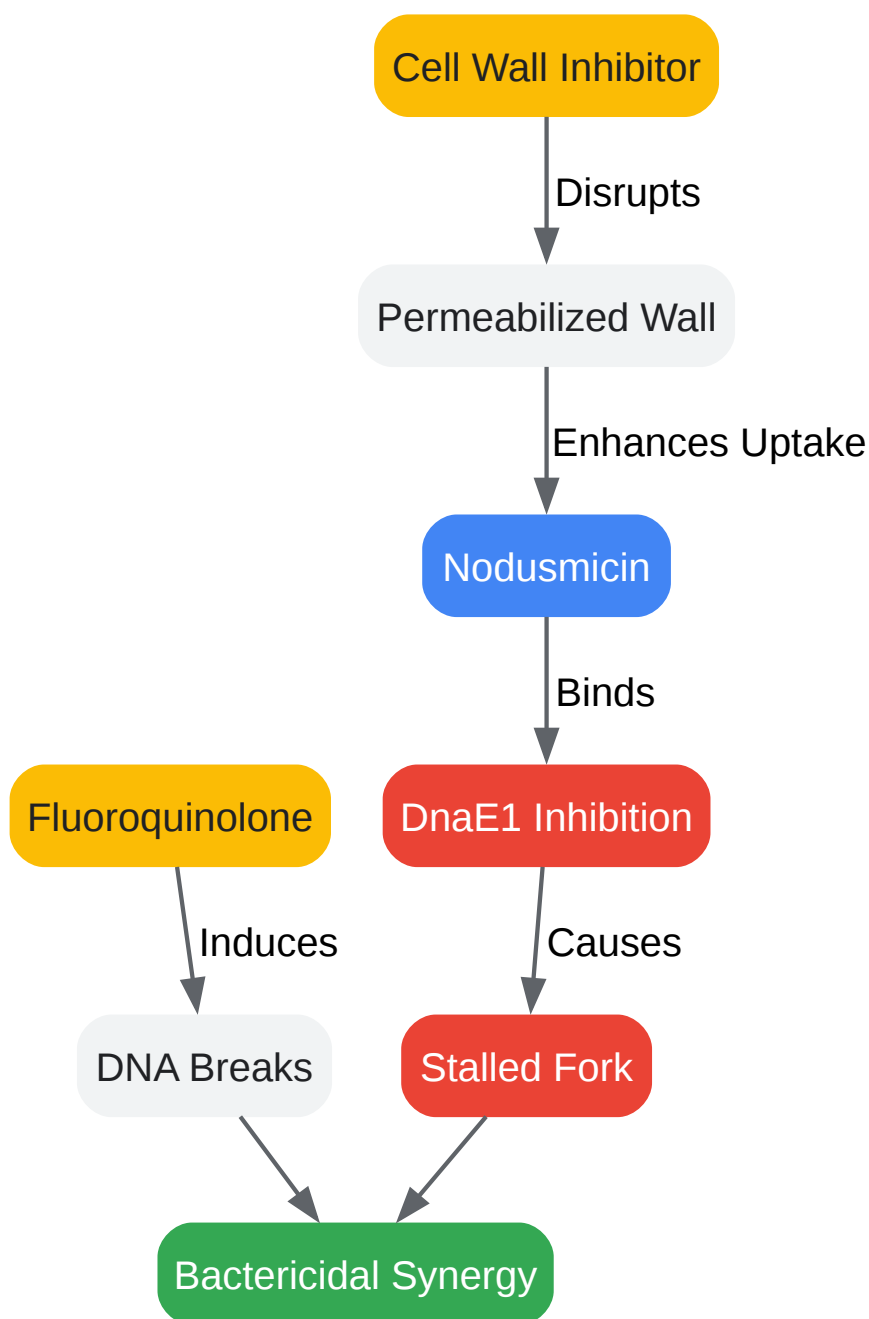 Cell Wall Inhibitor
Disrupts
Permeabilized Wall
Enhances Uptake
Nodusmicin
Binds
Fluoroquinolone
DnaE1 Inhibition
Induces
Causes
DNA Breaks
Stalled Fork
Bactericidal Synergy